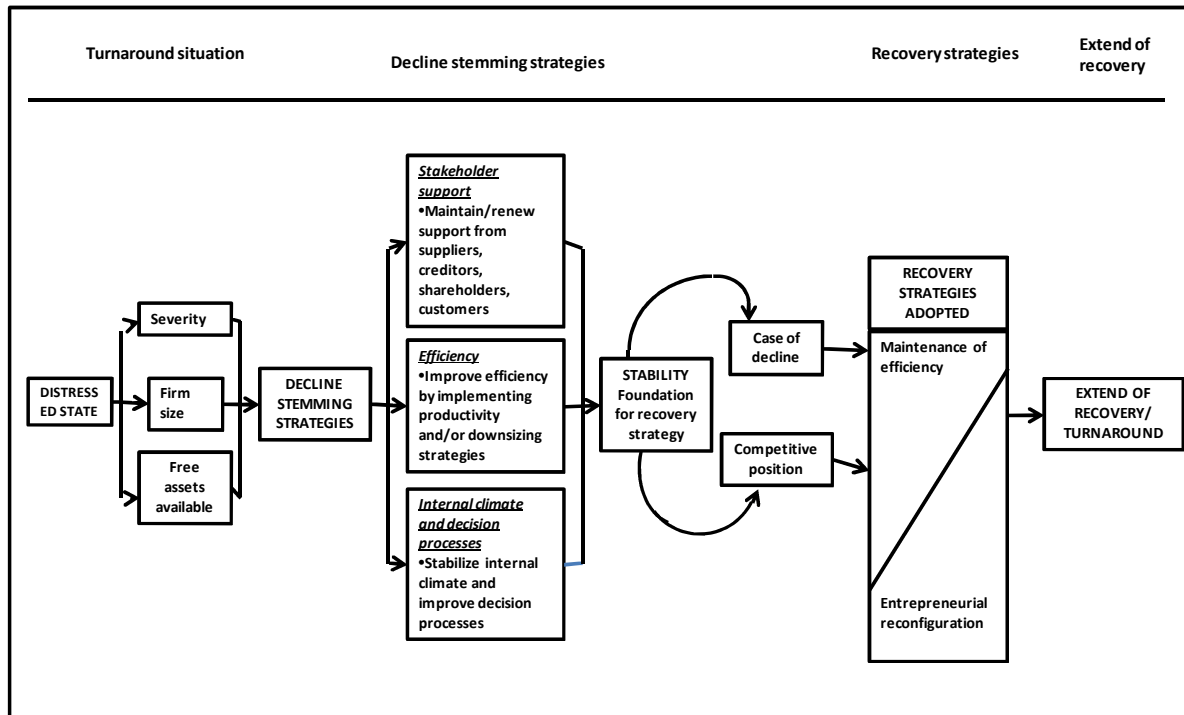 Turnaround situation
Decline stemming strategies
Recovery strategies
Extend of
recovery
DISTRESS
ED STATE
Severity
Firm
size
Free
assets
available
DECLINE
STEMMING
STRATEGIES
Stakeholder
support
•Maintain/renew
support from
suppliers,
creditors,
shareholders,
customers
Efficiency
•Improve efficiency
by implementing
productivity
and/or downsizing
strategies
Internal climate
and decision
processes
•Stabilize internal
climate and
improve decision
processes
STABILITY
Foundation
for recovery
strategy
Case of
decline
Competitive
position
RECOVERY
STRATEGIES
ADOPTED
Maintenance of
efficiency
Entrepreneurial
reconfiguration
EXTEND OF
RECOVERY/
TURNAROUND